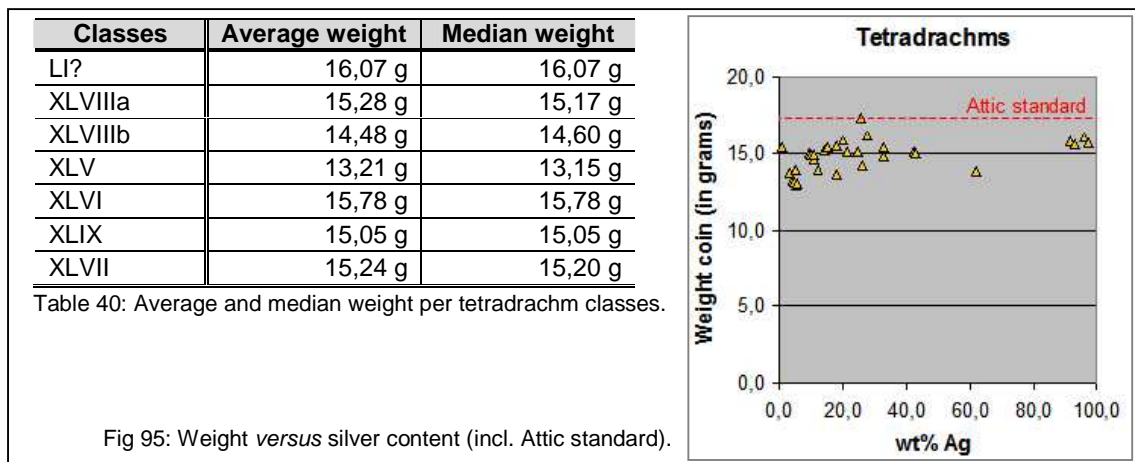 Classes Average weight Median weight
LI? 16,07 g 16,07 g
XLVIIIa 15,28 g 15,17 g
XLVIIIb 14,48 g 14,60 g
XLV 13,21 g 13,15 g
XLVI 15,78 g 15,78 g
XLIX 15,05 g 15,05 g
XLVII 15,24 g 15,20 g
Table 40: Average and median weight per tetradrachm classes.
Fig 95: Weight versus silver content (incl. Attic standard).
Tetradrachms
Weight coin (in grams)
20,0
Attic standard
15,0
10,0
5,0
0,0
0,0 20,0 40,0 60,0 80,0 100,0
wt% Ag